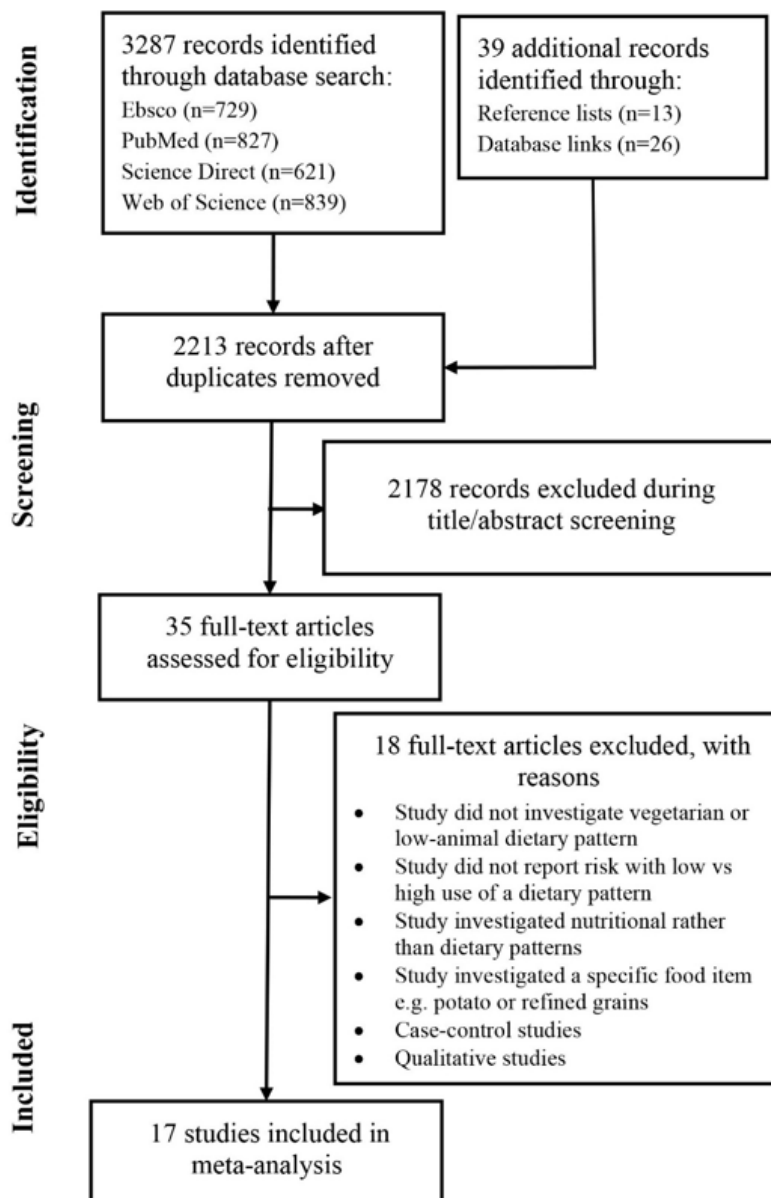 Identification
3287 records identified
through database search:
Ebsco (n=729)
PubMed (n=827)
Science Direct (n=621)
Web of Science (n=839)
39 additional records
identified through:
Reference lists (n=13)
Database links (n=26)
Screening
2213 records after
duplicates removed
2178 records excluded during
title/abstract screening
Eligibility
35 full-text articles
assessed for eligibility
18 full-text articles excluded, with
reasons
• Study did not investigate vegetarian or
low-animal dietary pattern
• Study did not report risk with low vs
high use of a dietary pattern
• Study investigated nutritional rather
than dietary patterns
• Study investigated a specific food item
e.g. potato or refined grains
• Case-control studies
• Qualitative studies
Included
17 studies included in
meta-analysis